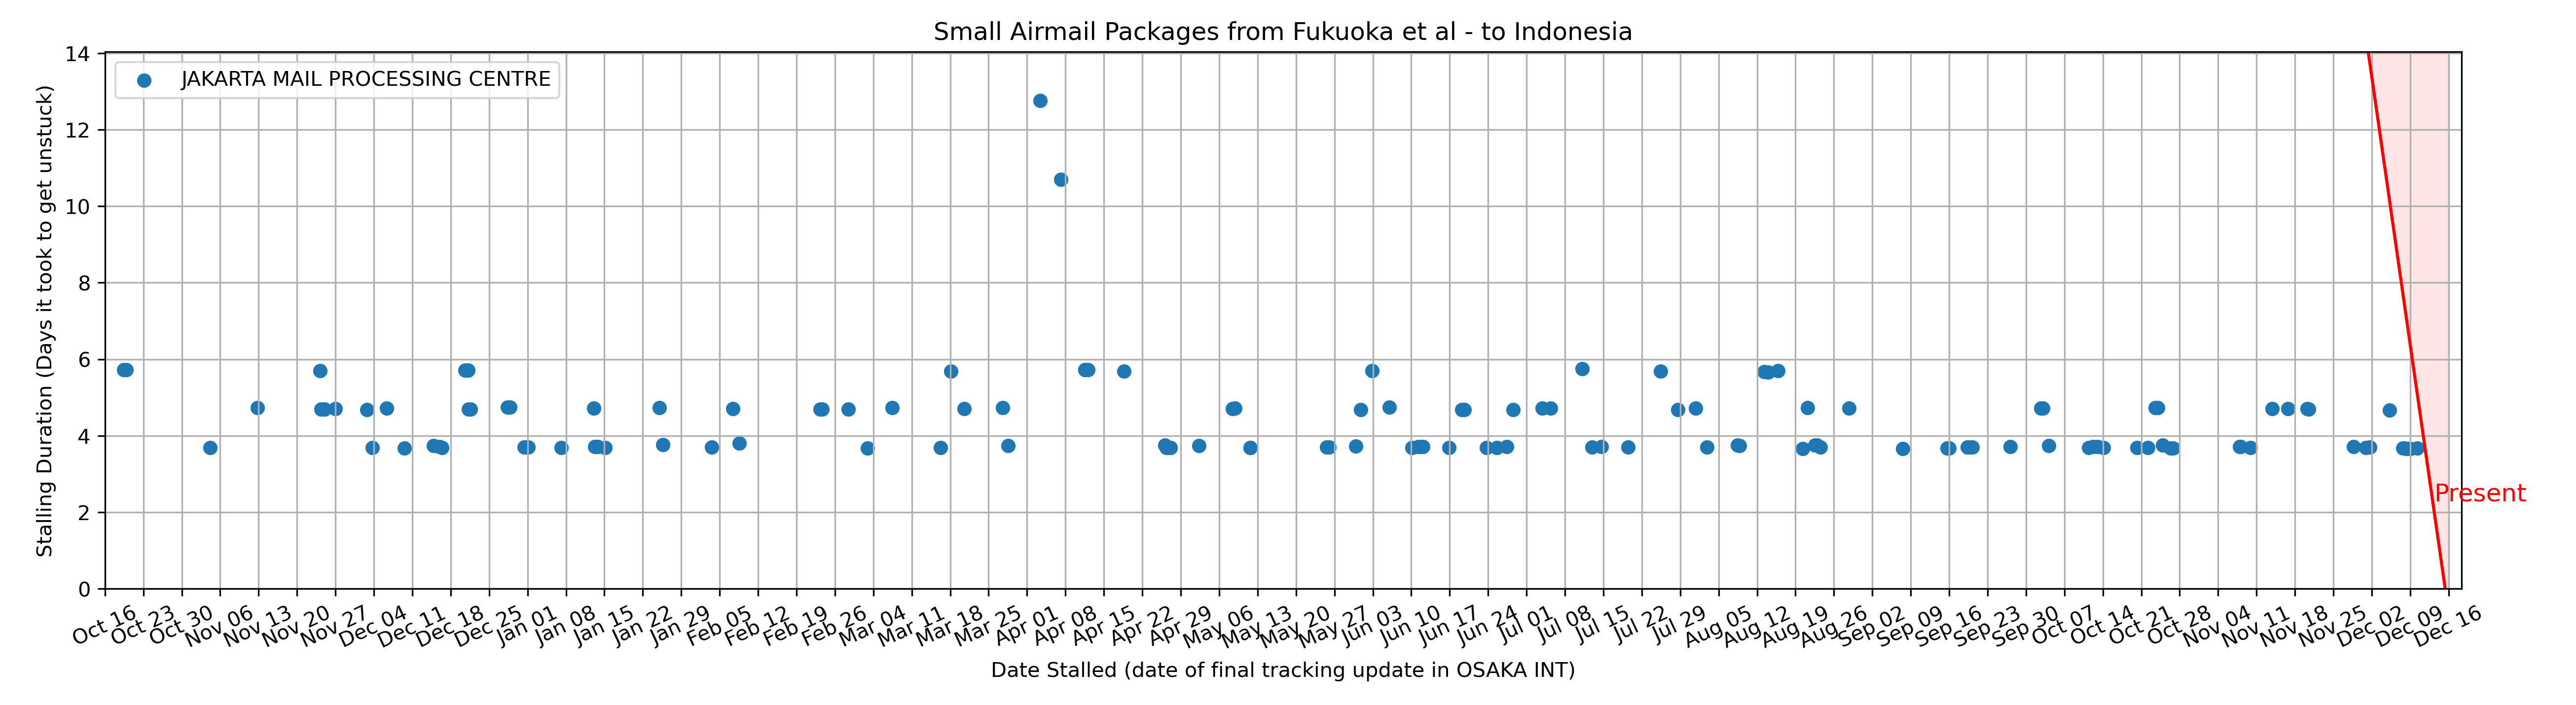 Small Airmail Packages from Fukuoka et al - to Indonesia
JAKARTA MAIL PROCESSING CENTRE
Stalling Duration (Days it took to get unstuck)
14
12
10
8
6
4
2
0
Present
Oct 16
Oct 23
Oct 30
Nov 06
Nov 13
Nov 20
Nov 27
Dec 04
Dec 11
Dec 18
Dec 25
Jan 01
Jan 08
Jan 15
Jan 22
Jan 29
Feb 05
Feb 12
Feb 19
Feb 26
Mar 04
Mar 11
Mar 18
Mar 25
Apr 01
Apr 08
Apr 15
Apr 22
Apr 29
May 06
May 13
May 20
May 27
Jun 03
Jun 10
Jun 17
Jun 24
Jul 01
Jul 08
Jul 15
Jul 22
Jul 29
Aug 05
Aug 12
Aug 19
Aug 26
Sep 02
Sep 09
Sep 16
Sep 23
Sep 30
Oct 07
Oct 14
Oct 21
Oct 28
Nov 04
Nov 11
Nov 18
Nov 25
Dec 02
Dec 09
Dec 16
Date Stalled (date of final tracking update in OSAKA INT)